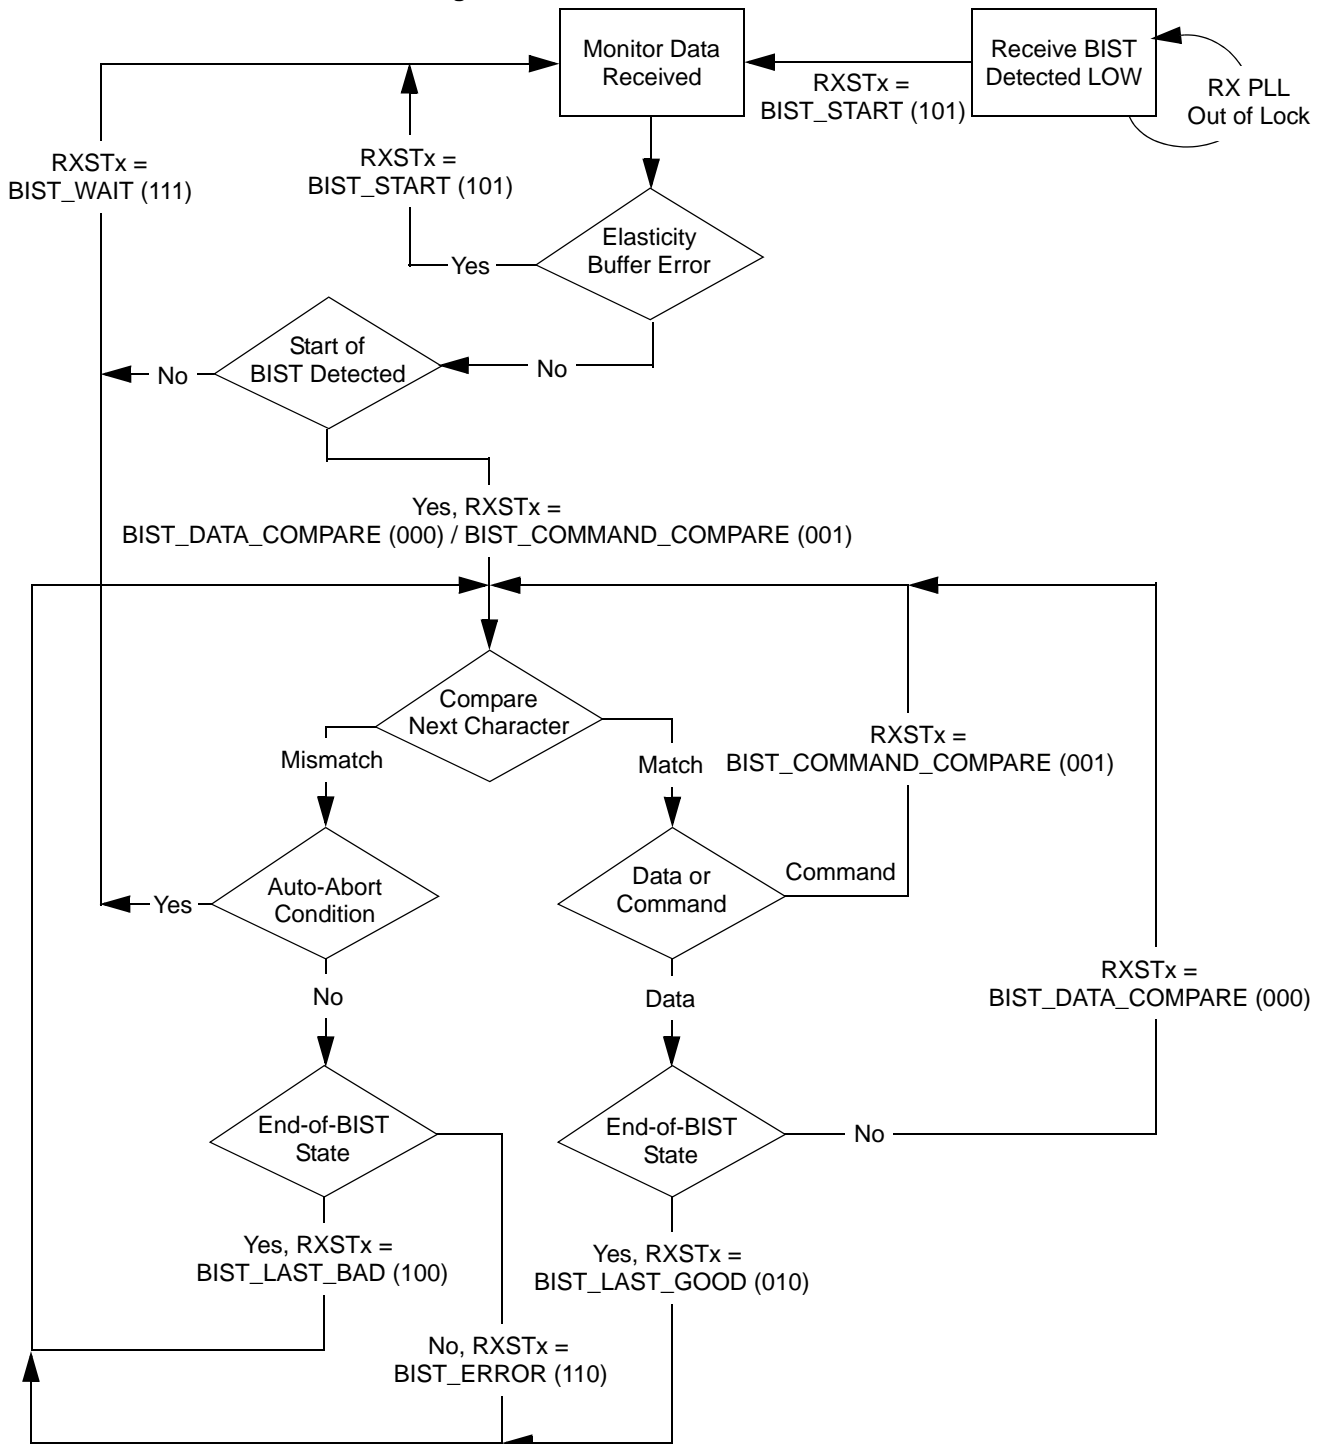 Monitor Data
Received
Receive BIST
Detected LOW
RX PLL
Out of Lock
RXSTx =
BIST_START (101)
RXSTx =
BIST_WAIT (111)
RXSTx =
BIST_START (101)
Elasticity
Buffer Error
Yes
No
Start of
BIST Detected
No
Yes, RXSTx =
BIST_DATA_COMPARE (000) / BIST_COMMAND_COMPARE (001)
Compare
Next Character
Mismatch
Match
RXSTx =
BIST_COMMAND_COMPARE (001)
Auto-Abort
Condition
Yes
Data or
Command
Command
No
Data
RXSTx =
BIST_DATA_COMPARE (000)
End-of-BIST
State
End-of-BIST
State
No
Yes, RXSTx =
BIST_LAST_BAD (100)
Yes, RXSTx =
BIST_LAST_GOOD (010)
No, RXSTx =
BIST_ERROR (110)